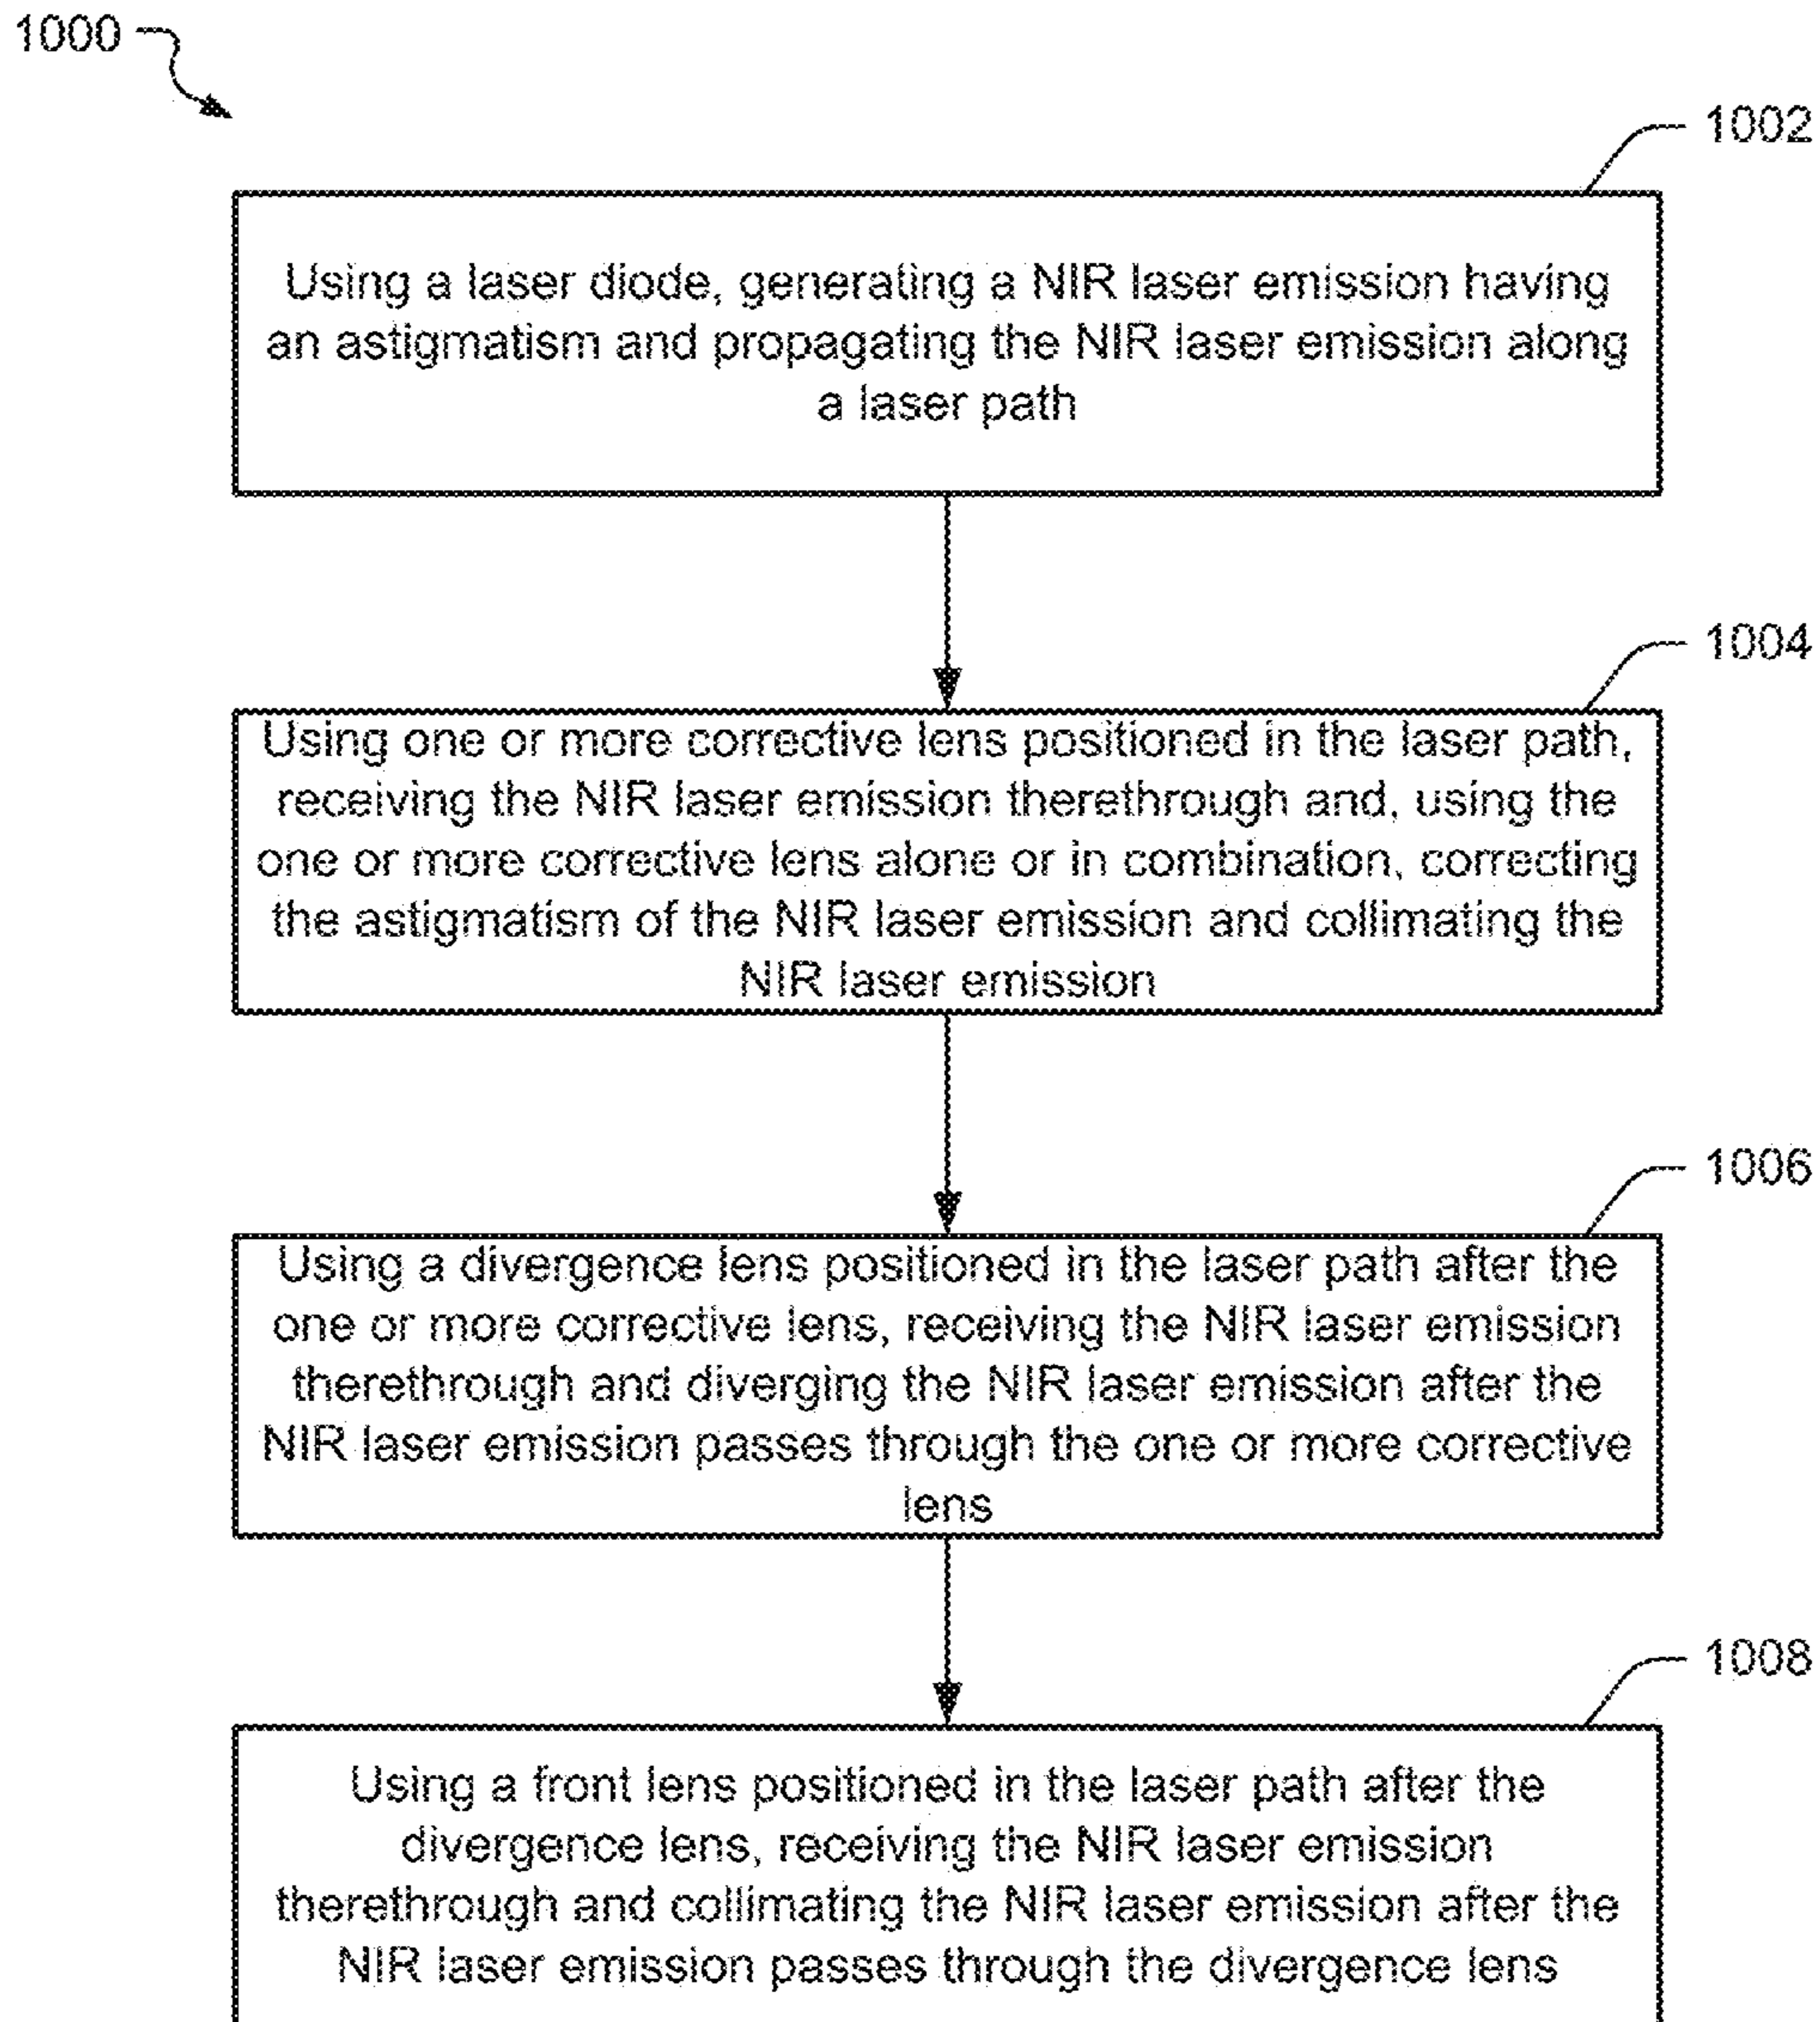 1000
1002
Using a laser diode, generating a NIR laser emission having
an astigmatism and propagating the NIR laser emission along
a laser path
1004
Using one or more corrective lens positioned in the laser path,
receiving the NIR laser emission therethrough and, using the
one or more corrective lens alone or in combination, correcting
the astigmatism of the NIR laser emission and collimating the
NIR laser emission
1006
Using a divergence lens positioned in the laser path after the
one or more corrective lens, receiving the NIR laser emission
therethrough and diverging the NIR laser emission after the
NIR laser emission passes through the one or more corrective
lens
1008
Using a front lens positioned in the laser path after the
divergence lens, receiving the NIR laser emission
therethrough and collimating the NIR laser emission after the
NIR laser emission passes through the divergence lens